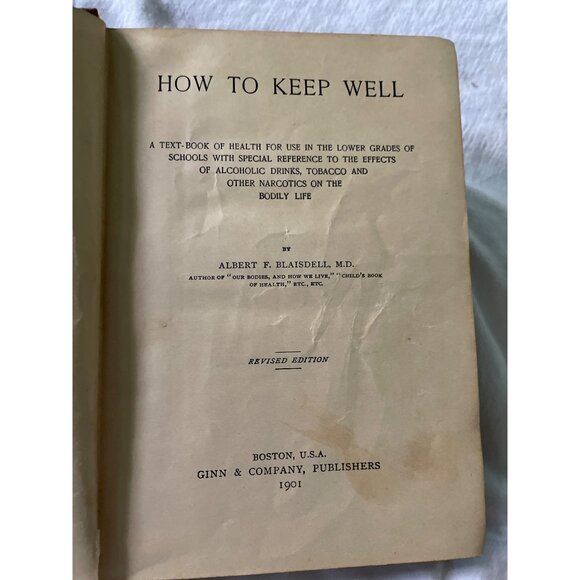 HOW TO KEEP WELL
A TEXT-BOOK OF HEALTH FOR USE IN THE LOWER GRADES OF
SCHOOLS WITH SPECIAL REFERENCE TO THE EFFECTS
OF ALCOHOLIC DRINKS, TOBACCO AND
OTHER NARCOTICS ON THE
BODILY LIFE
BY
ALBERT F. BLAISDELL, M.D.
AUTHOR OF "OUR BODIES, AND HOW WE LIVE," "CHILD'S BOOK
OF HEALTH," ETC., ETC.
REVISED EDITION
BOSTON, U.S.A.
GINN & COMPANY, PUBLISHERS
1901